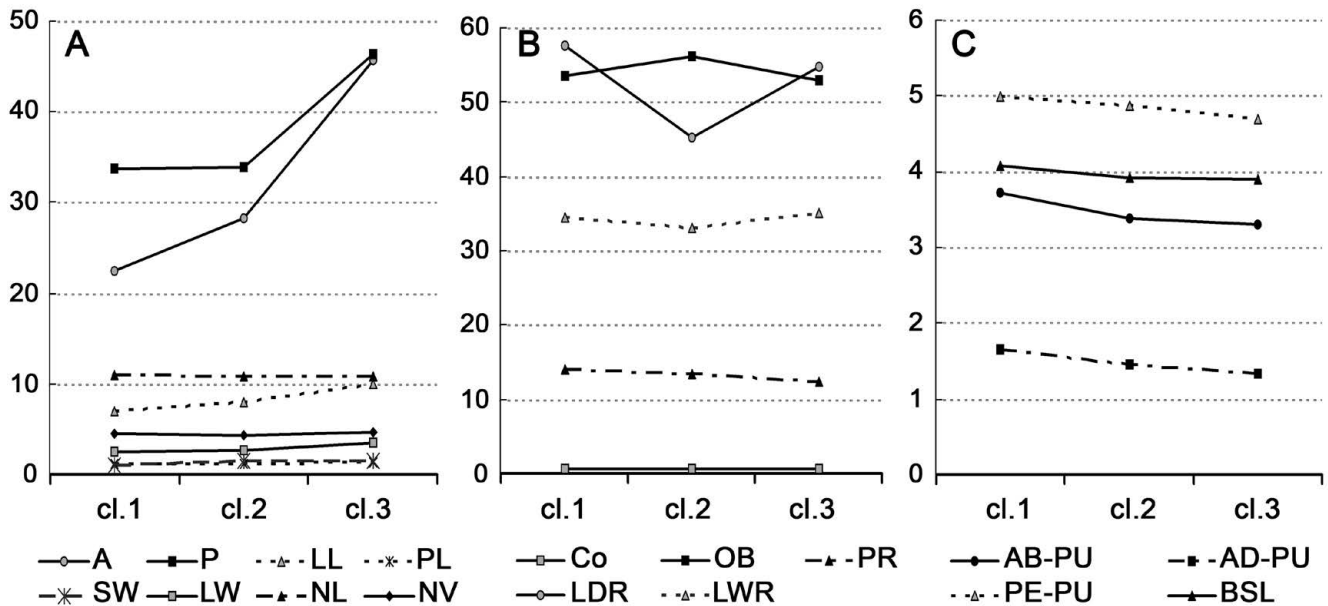 A
50
40
30
20
10
0
cl.1 cl.2 cl.3
A P LL PL
SW LW NL NV
B
60
50
40
30
20
10
0
cl.1 cl.2 cl.3
Co OB PR
LDR LWR
C
6
5
4
3
2
1
0
cl.1 cl.2 cl.3
AB-PU AD-PU
PE-PU BSL